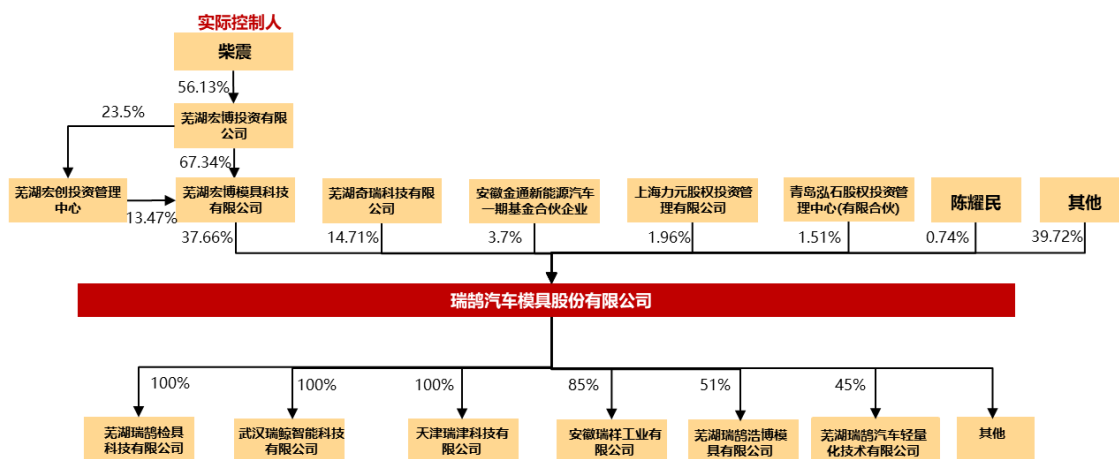 实际控制人
柴震
56.13%
23.5%
芜湖宏博投资有限
公司
67.34%
芜湖宏创投资管理
中心
13.47%
芜湖宏博模具科技
有限公司
芜湖奇瑞科技有限
公司
安徽金通新能源汽车
一期基金合伙企业
上海力元股权投资管
理有限公司
青岛泓石股权投资管
理中心(有限合伙)
陈耀民
其他
37.66%
14.71%
3.7%
1.96%
1.51%
0.74%
39.72%
瑞鹄汽车模具股份有限公司
100%
100%
100%
85%
51%
45%
芜湖瑞鹄检具
科技有限公司
武汉瑞鲸智能科技
有限公司
天津瑞津科技有
限公司
安徽瑞祥工业有
限公司
芜湖瑞鹄浩博模
具有限公司
芜湖瑞鹄汽车轻量
化技术有限公司
其他